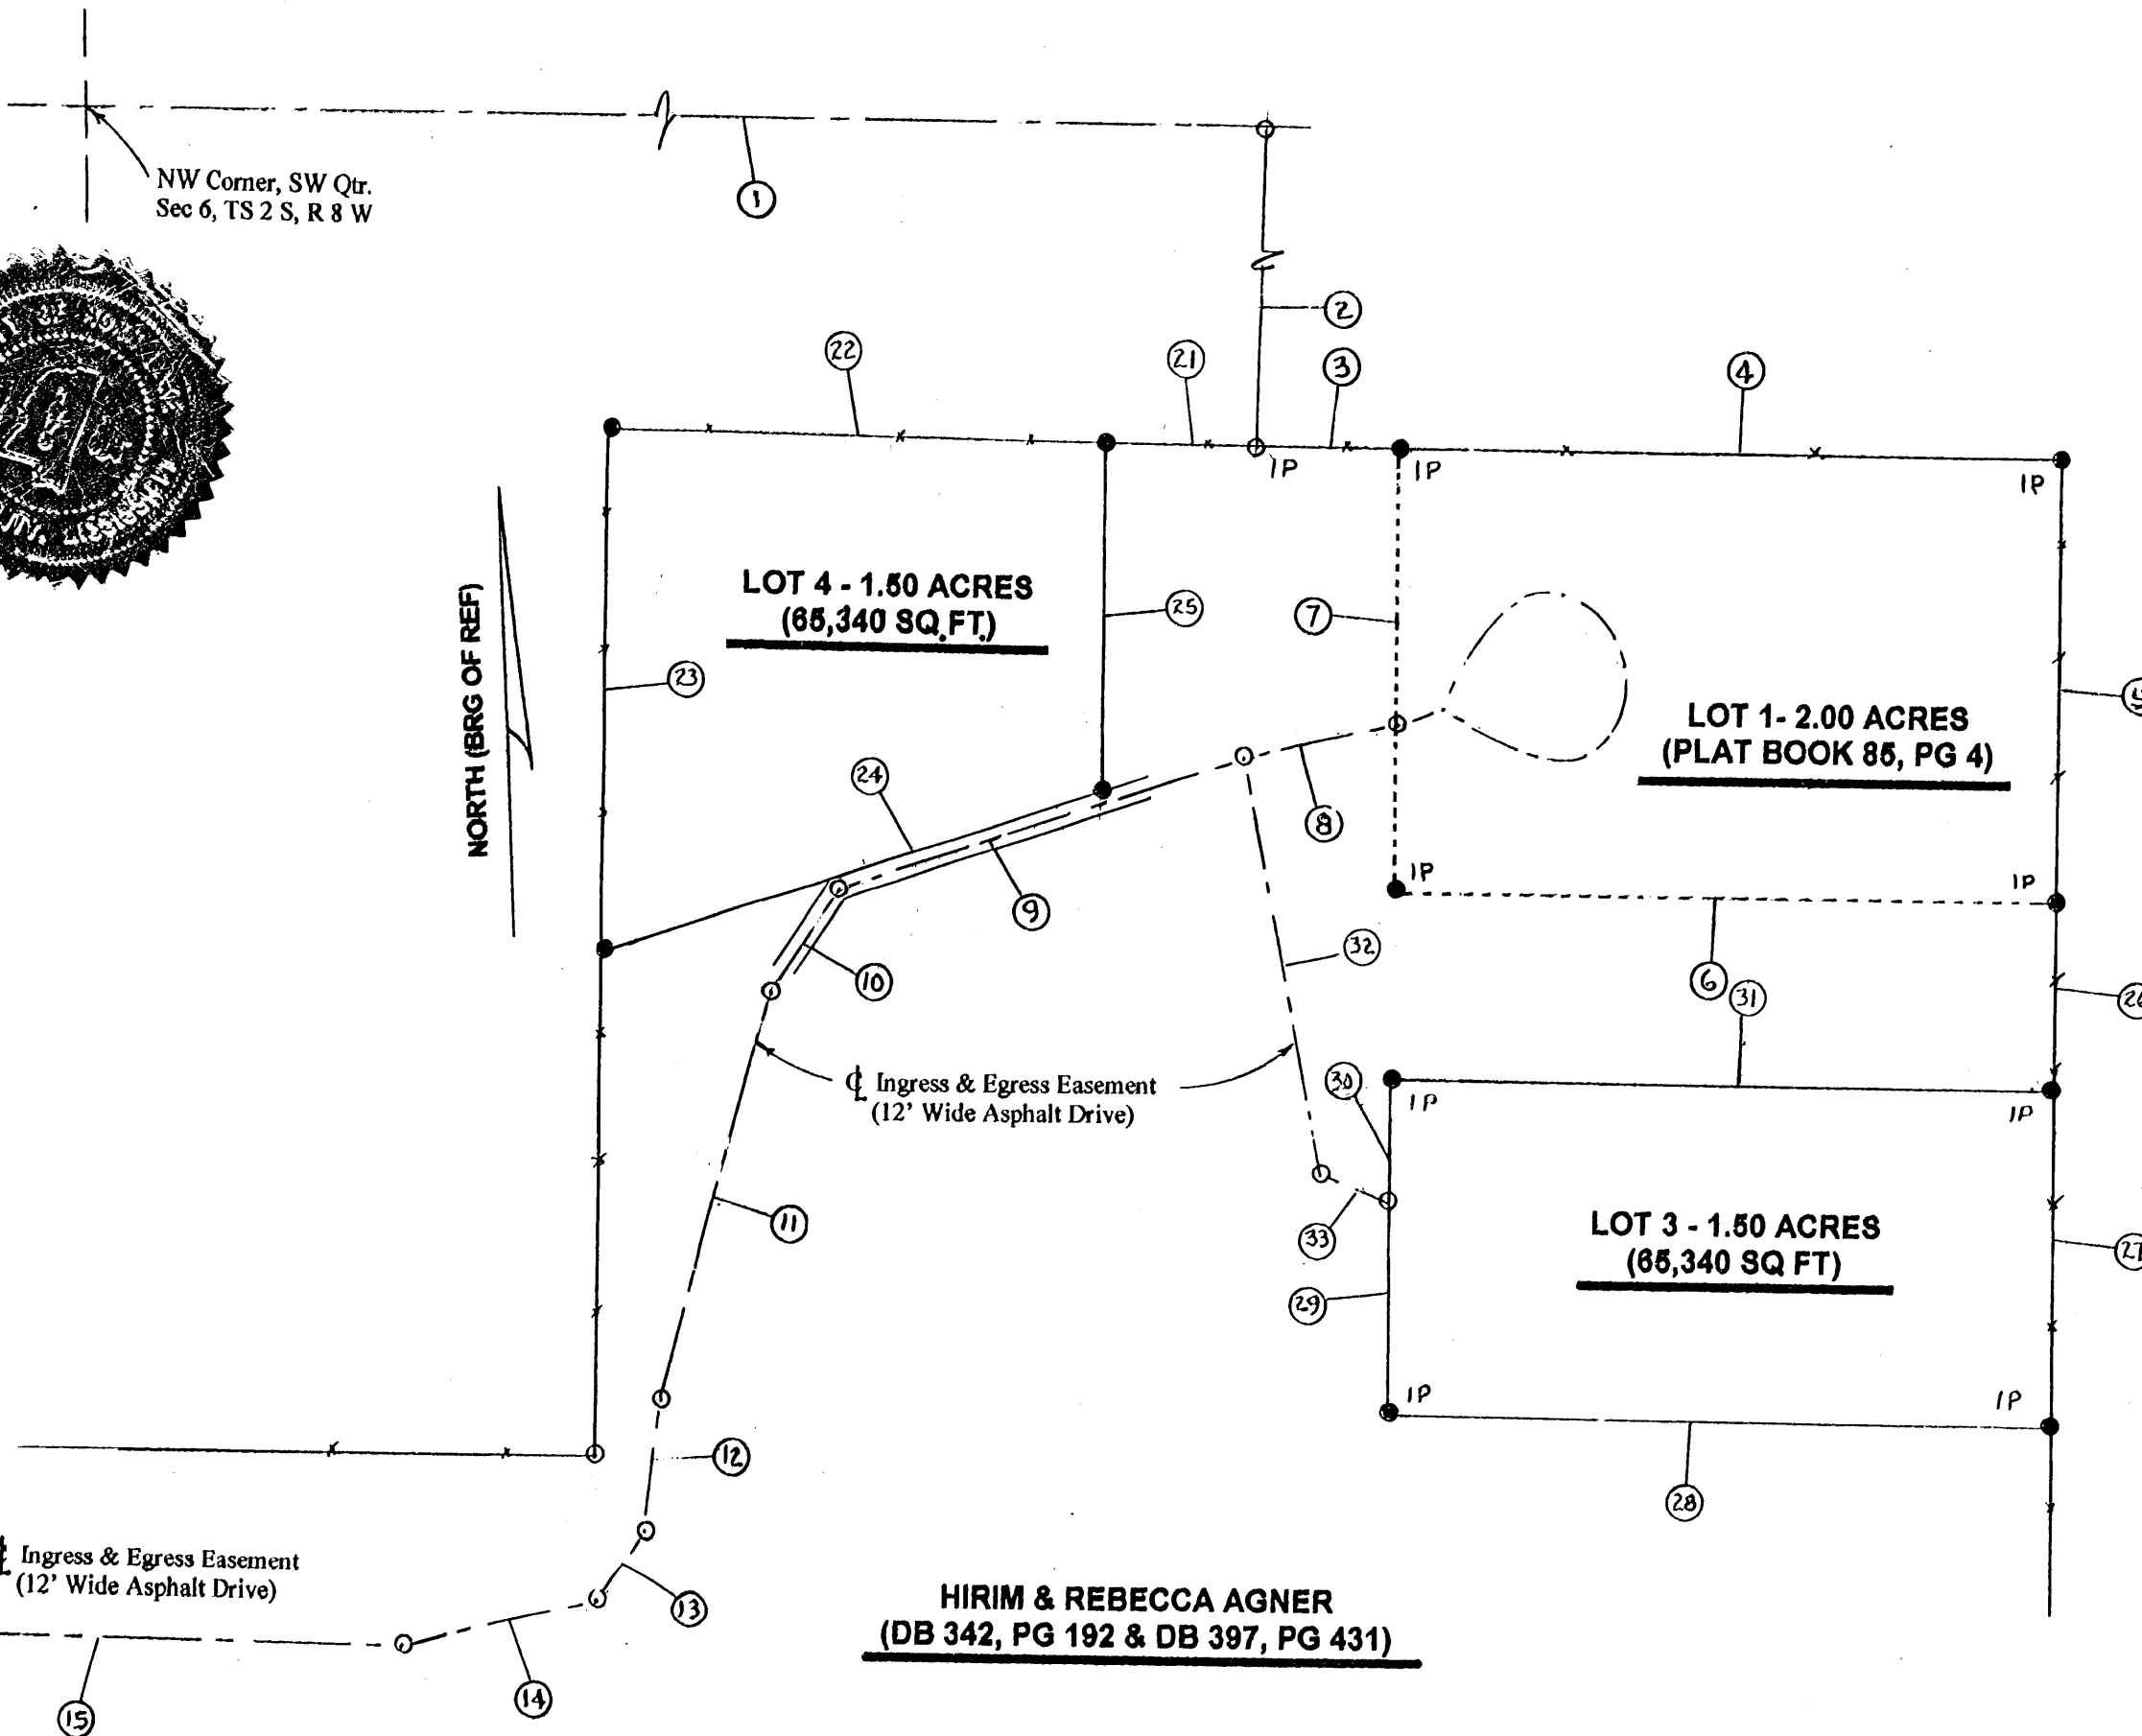 NW Corner, SW Qtr.
Sec 6, TS 2 S, R 8 W
1
2
22
21
3
4
IP
IP
IP
LOT 4 - 1.50 ACRES
(65,340 SQ.FT.)
25
7
NORTH (BRG OF REF)
23
LOT 1- 2.00 ACRES
(PLAT BOOK 85, PG 4)
24
8
IP
IP
9
32
10
6
31
26
₵ Ingress & Egress Easement
(12' Wide Asphalt Drive)
30
IP
IP
11
33
LOT 3 - 1.50 ACRES
(65,340 SQ FT)
27
29
IP
IP
12
28
Ingress & Egress Easement
(12' Wide Asphalt Drive)
13
HIRIM & REBECCA AGNER
(DB 342, PG 192 & DB 397, PG 431)
14
15